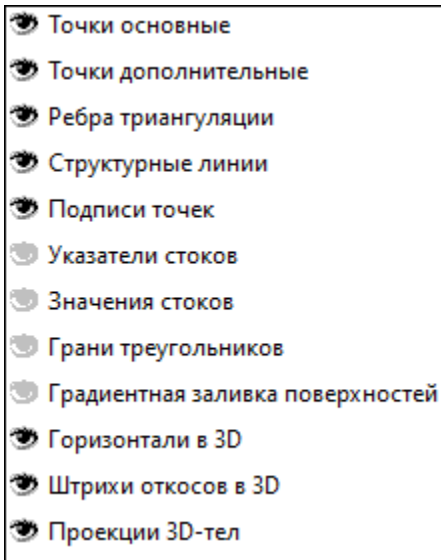 Точки основные
Точки дополнительные
Ребра триангуляции
Структурные линии
Подписи точек
Указатели стоков
Значения стоков
Грани треугольников
Градиентная заливка поверхностей
Горизонтали в 3D
Штрихи откосов в 3D
Проекции 3D-тел